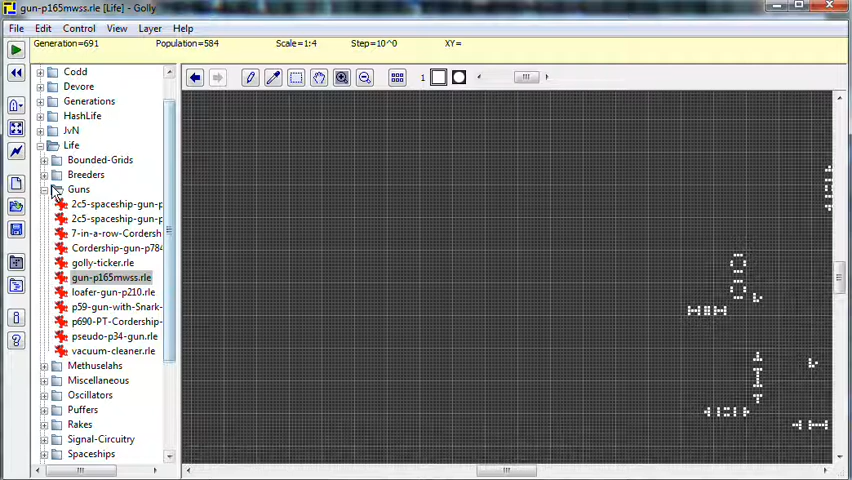 gun-p165mwss.rle [Life] - Golly
File Edit Control View Layer Help
Generation=691 Population=584 Scale=1:4 Step=10^0 XY=
1
Codd
Devore
Generations
HashLife
JvN
Life
Bounded-Grids
Breeders
Guns
2c5-spaceship-gun-p
2c5-spaceship-gun-p
7-in-a-row-Cordersh
Cordership-gun-p784
golly-ticker.rle
gun-p165mwss.rle
loafer-gun-p210.rle
p59-gun-with-Snark-
p690-PT-Cordership-
pseudo-p34-gun.rle
vacuum-cleaner.rle
Methuselahs
Miscellaneous
Oscillators
Puffers
Rakes
Signal-Circuitry
Spaceships